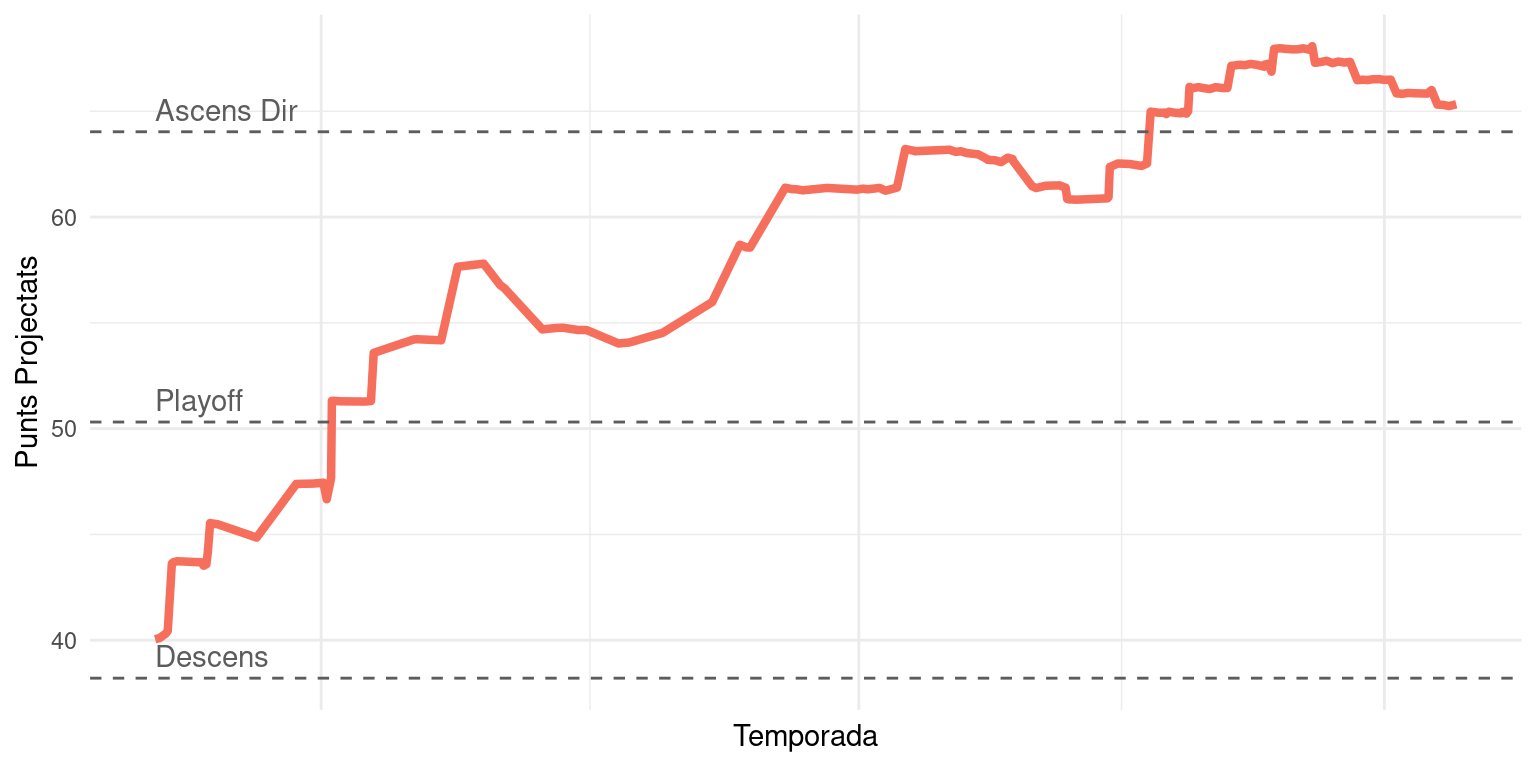 Ascens Dir
60
Playoff
50
40
Descens
Punts Projectats
Temporada